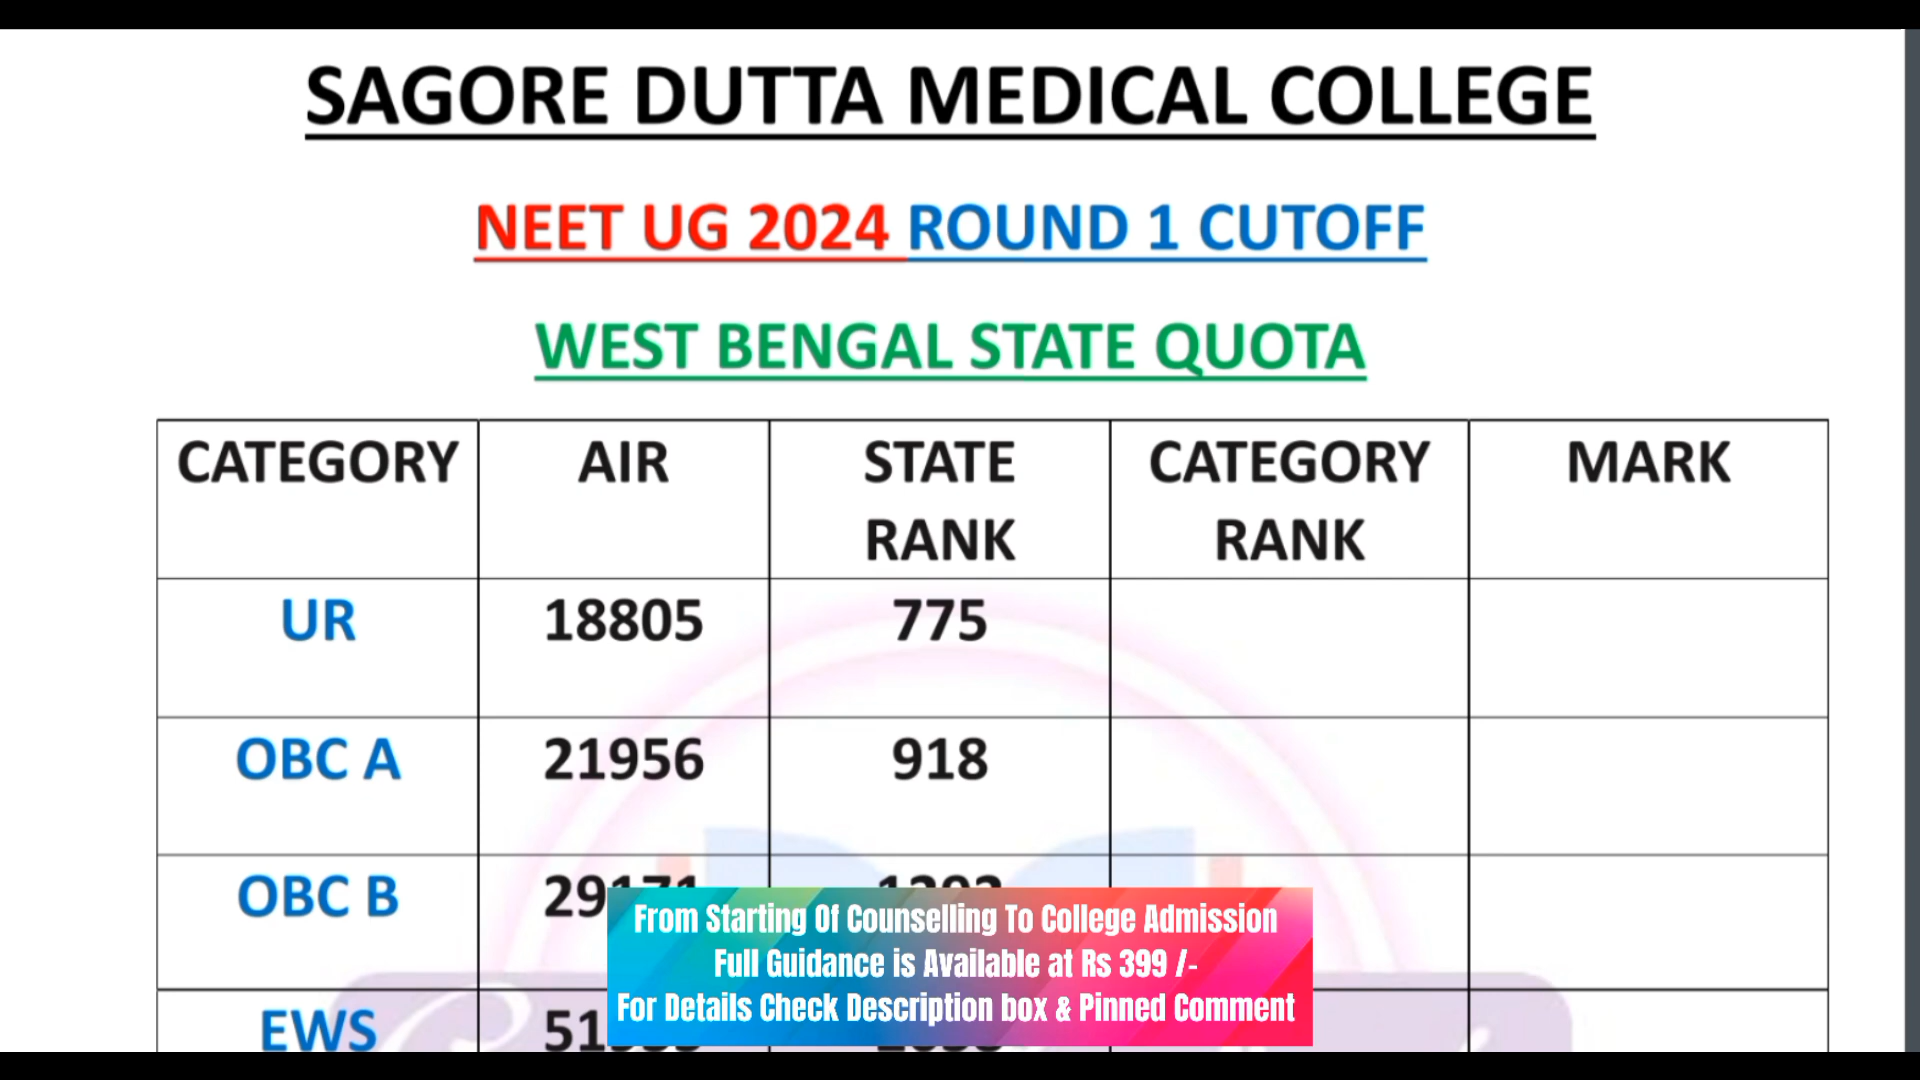 SAGORE DUTTA MEDICAL COLLEGE
NEET UG 2024 ROUND 1 CUTOFF
WEST BENGAL STATE QUOTA
CATEGORY AIR STATE RANK CATEGORY RANK MARK
UR 18805 775
OBC A 21956 918
OBC B
EWS
From Starting Of Counselling To College Admission
Full Guidance is Available at Rs 399 /-
For Details Check Description box & Pinned Comment